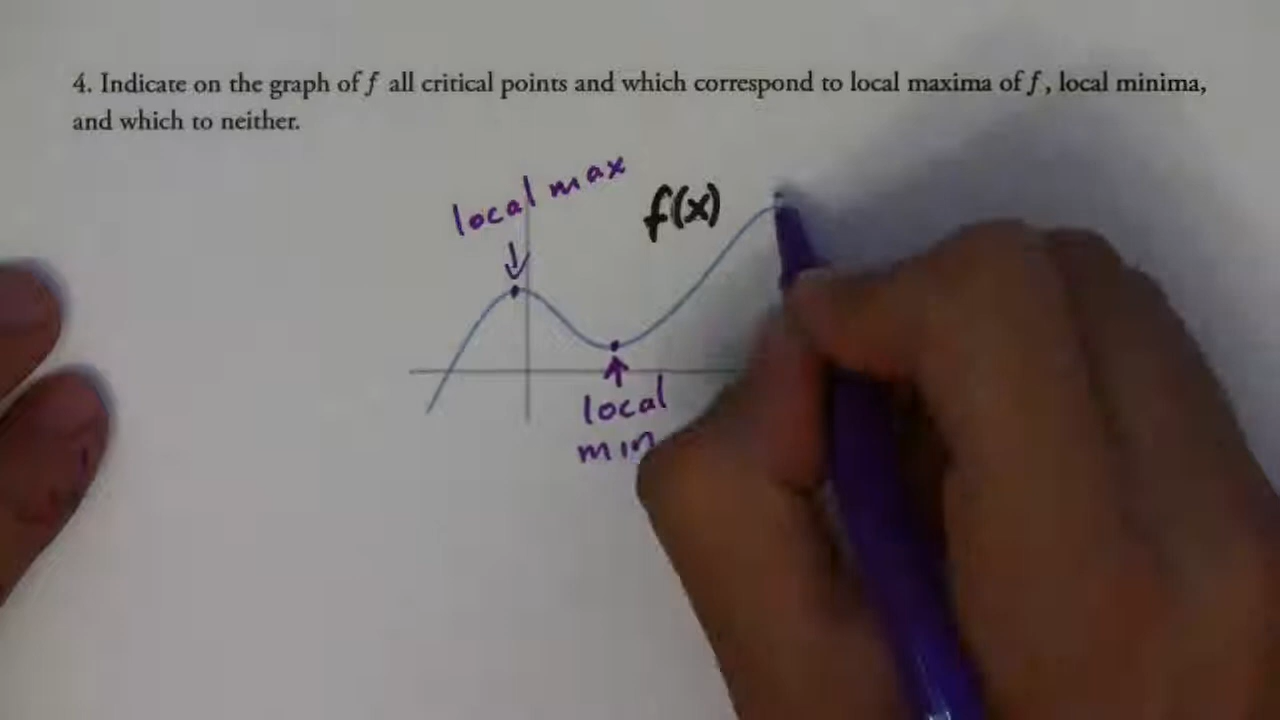 4. Indicate on the graph of f all critical points and which correspond to local maxima of f, local minima,
and which to neither.
local max
f(x)
local
min